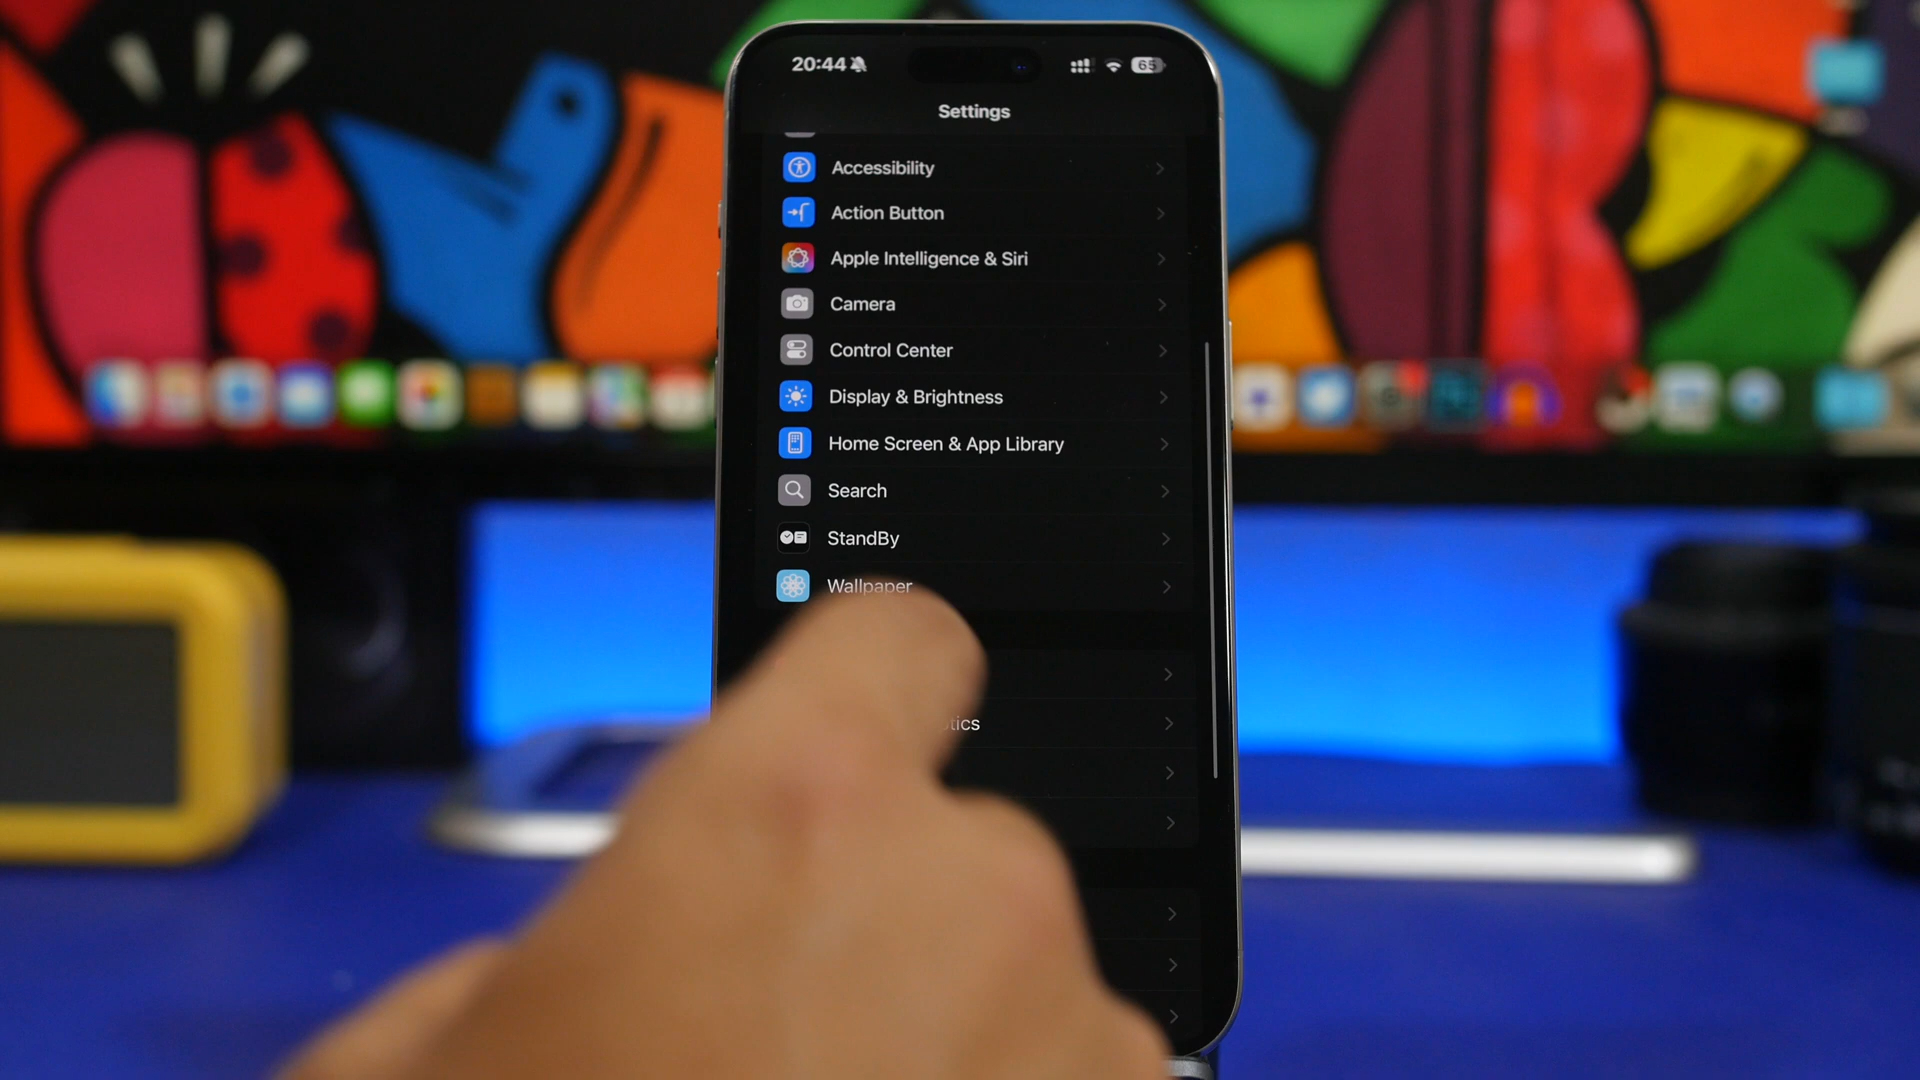 20:44
65
Settings
Accessibility
Action Button
Apple Intelligence & Siri
Camera
Control Center
Display & Brightness
Home Screen & App Library
Search
StandBy
Wallpaper
tics